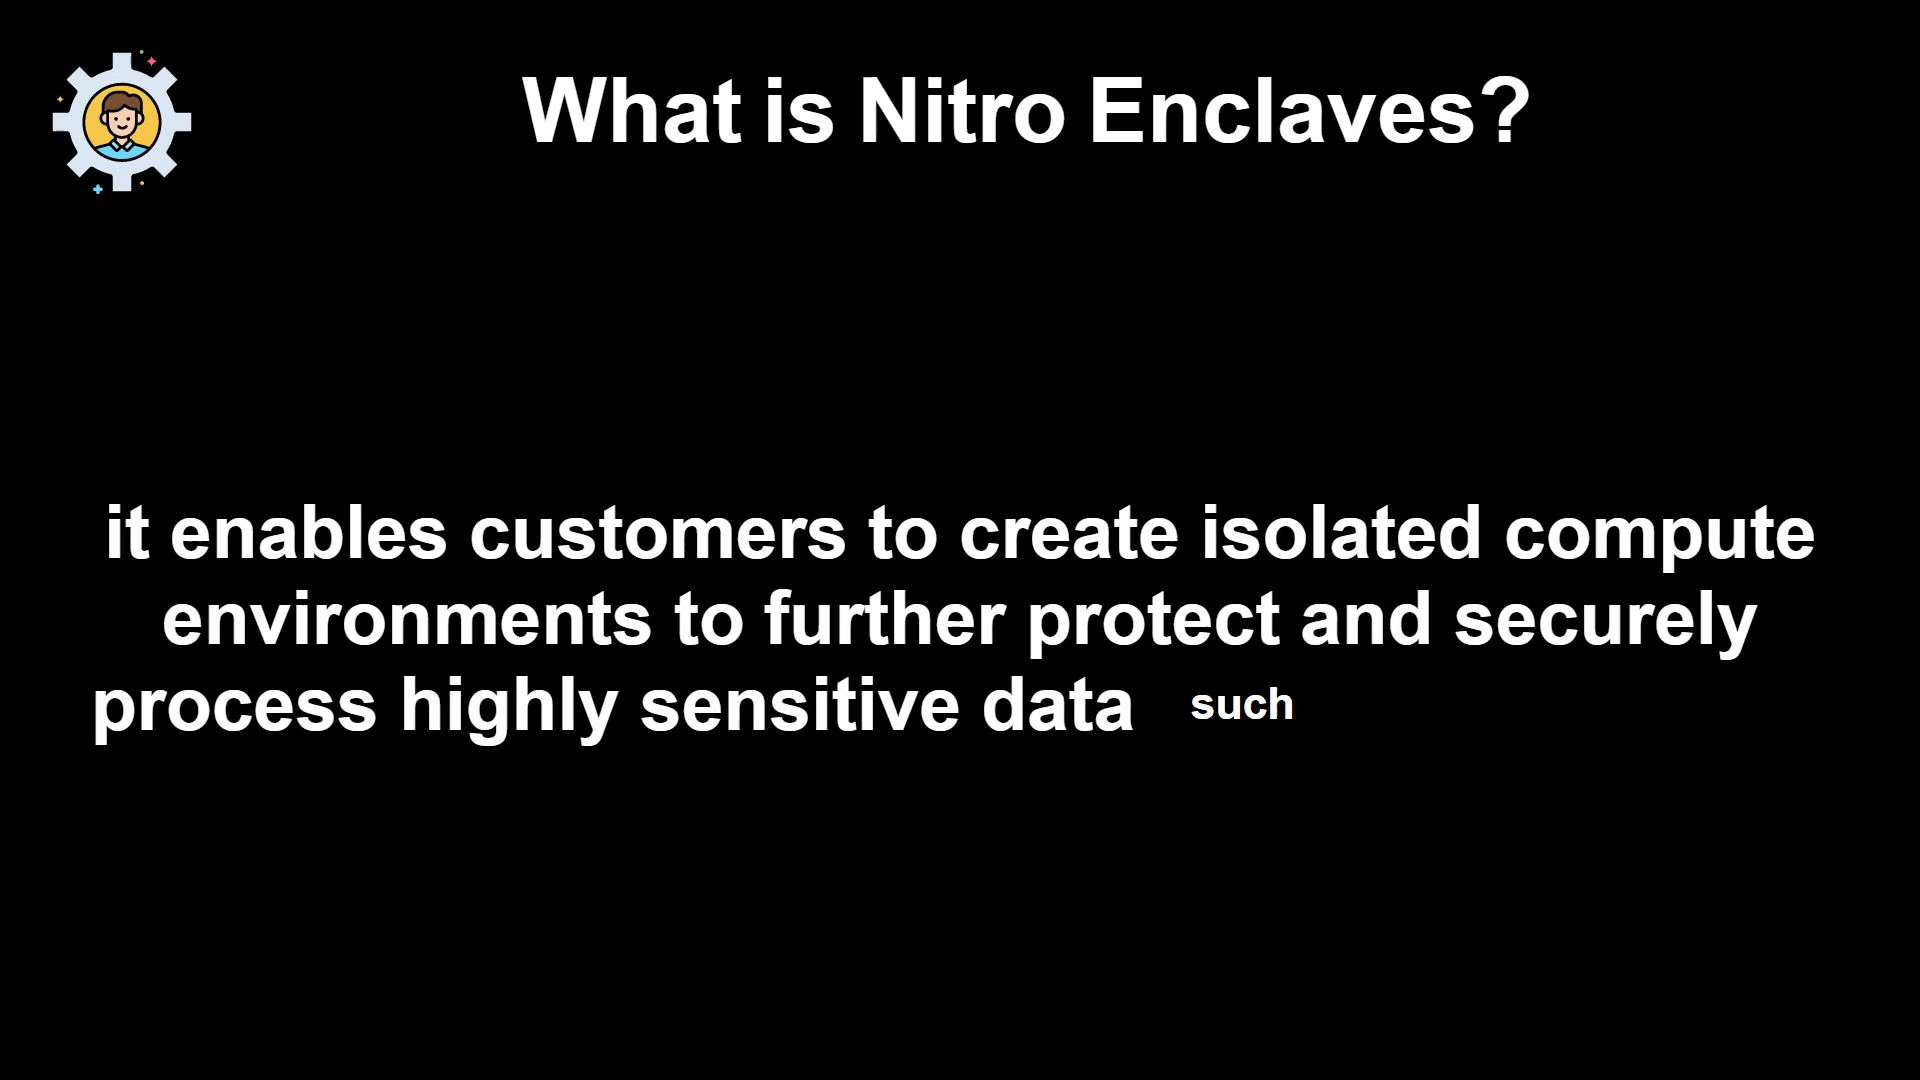 What is Nitro Enclaves?
it enables customers to create isolated compute
environments to further protect and securely
process highly sensitive data such